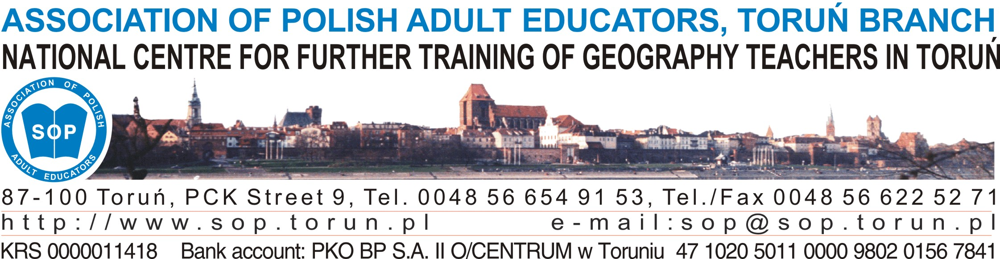 ASSOCIATION OF POLISH ADULT EDUCATORS, TORUŃ BRANCH
NATIONAL CENTRE FOR FURTHER TRAINING OF GEOGRAPHY TEACHERS IN TORUŃ
ASSOCIATION OF POLISH
SOP
ADULT EDUCATORS
87-100 Toruń, PCK Street 9, Tel. 0048 56 654 91 53, Tel./Fax 0048 56 622 52 71
http://www.sop.torun.pl e-mail:sop@sop.torun.pl
KRS 0000011418 Bank account: PKO BP S.A. II O/CENTRUM w Toruniu 47 1020 5011 0000 9802 0156 7841